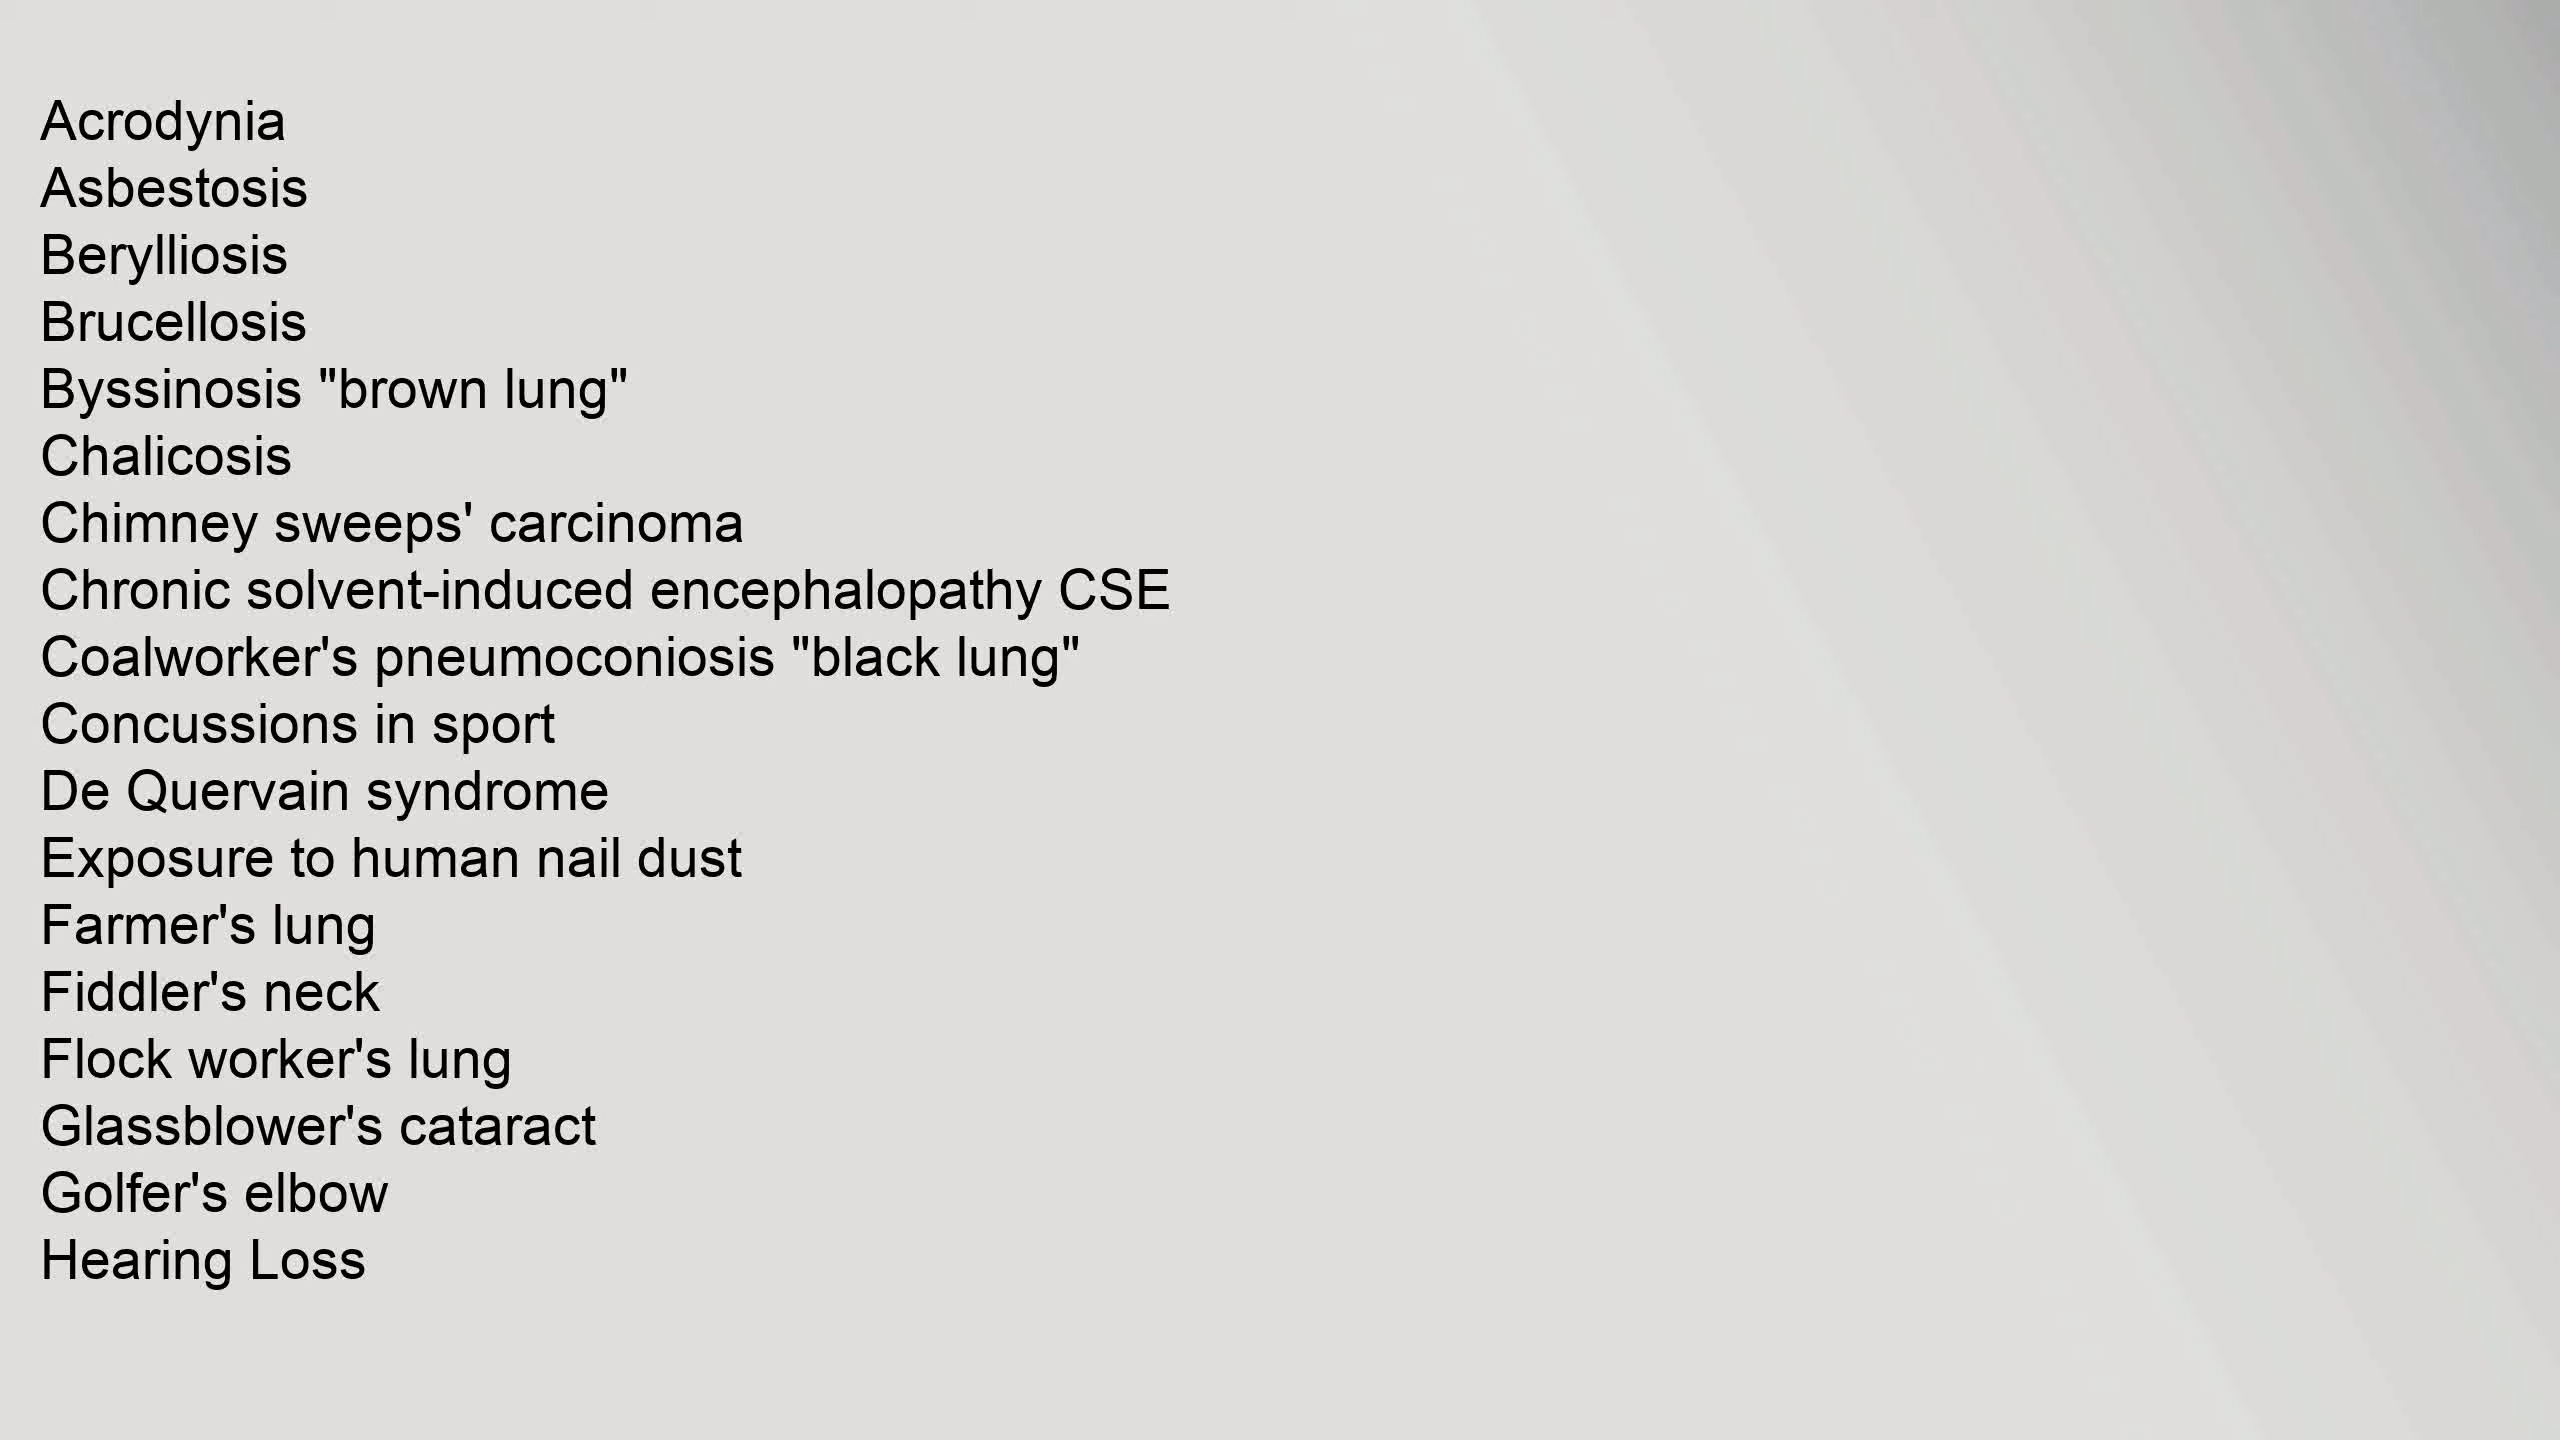 Acrodynia
Asbestosis
Berylliosis
Brucellosis
Byssinosis "brown lung"
Chalicosis
Chimney sweeps' carcinoma
Chronic solvent-induced encephalopathy CSE
Coalworker's pneumoconiosis "black lung"
Concussions in sport
De Quervain syndrome
Exposure to human nail dust
Farmer's lung
Fiddler's neck
Flock worker's lung
Glassblower's cataract
Golfer's elbow
Hearing Loss